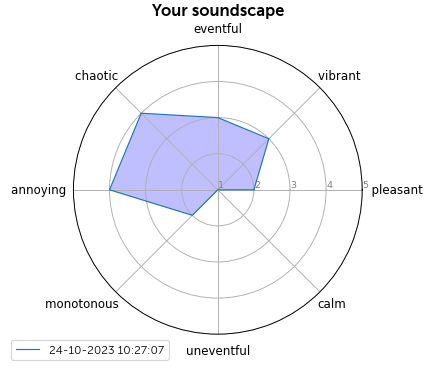 Your soundscape
eventful
chaotic
vibrant
annoying
1 2 3 4 5
pleasant
monotonous
calm
uneventful
24-10-2023 10:27:07